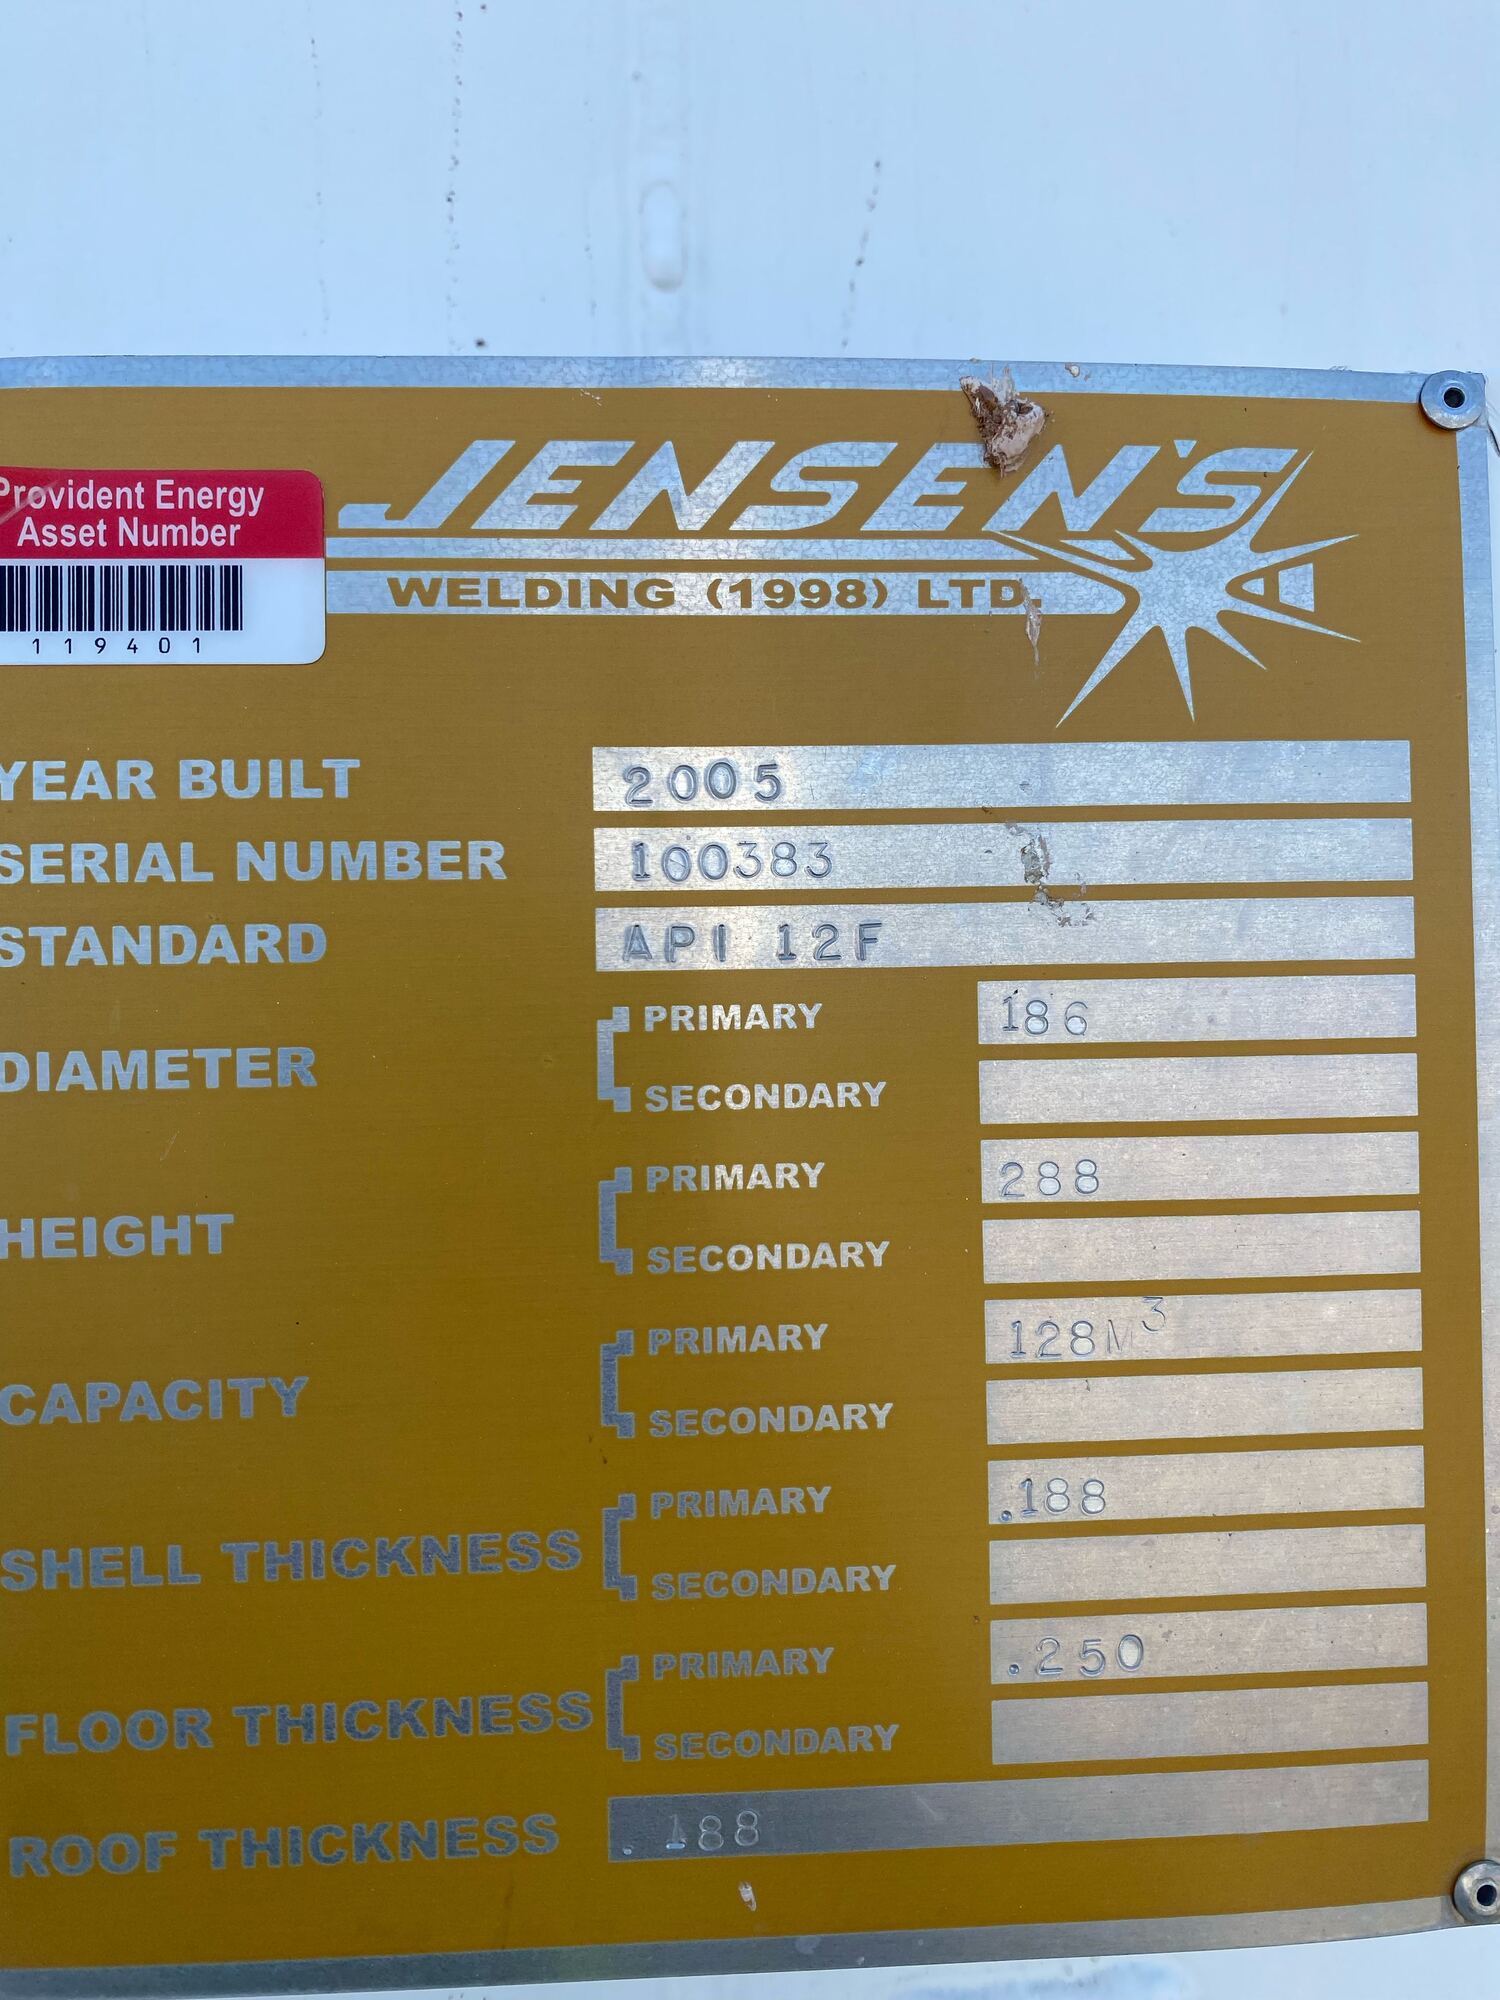 JENSEN'S
WELDING (1998) LTD.
Provident Energy
Asset Number
119401
YEAR BUILT 2005
SERIAL NUMBER 100383
STANDARD API 12F
DIAMETER PRIMARY 186
SECONDARY
HEIGHT PRIMARY 288
SECONDARY
CAPACITY PRIMARY 128M³
SECONDARY
SHELL THICKNESS PRIMARY .188
SECONDARY
FLOOR THICKNESS PRIMARY .250
SECONDARY
ROOF THICKNESS .188